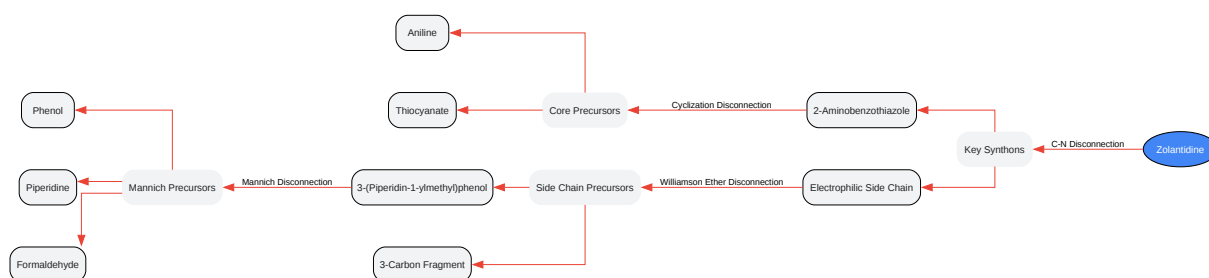 Aniline
Phenol
Thiocyanate
Core Precursors
Cyclization Disconnection
2-Aminobenzothiazole
Key Synthons
C-N Disconnection
Zolantidine
Piperidine
Mannich Precursors
Mannich Disconnection
3-(Piperidin-1-ylmethyl)phenol
Side Chain Precursors
Williamson Ether Disconnection
Electrophilic Side Chain
Formaldehyde
3-Carbon Fragment